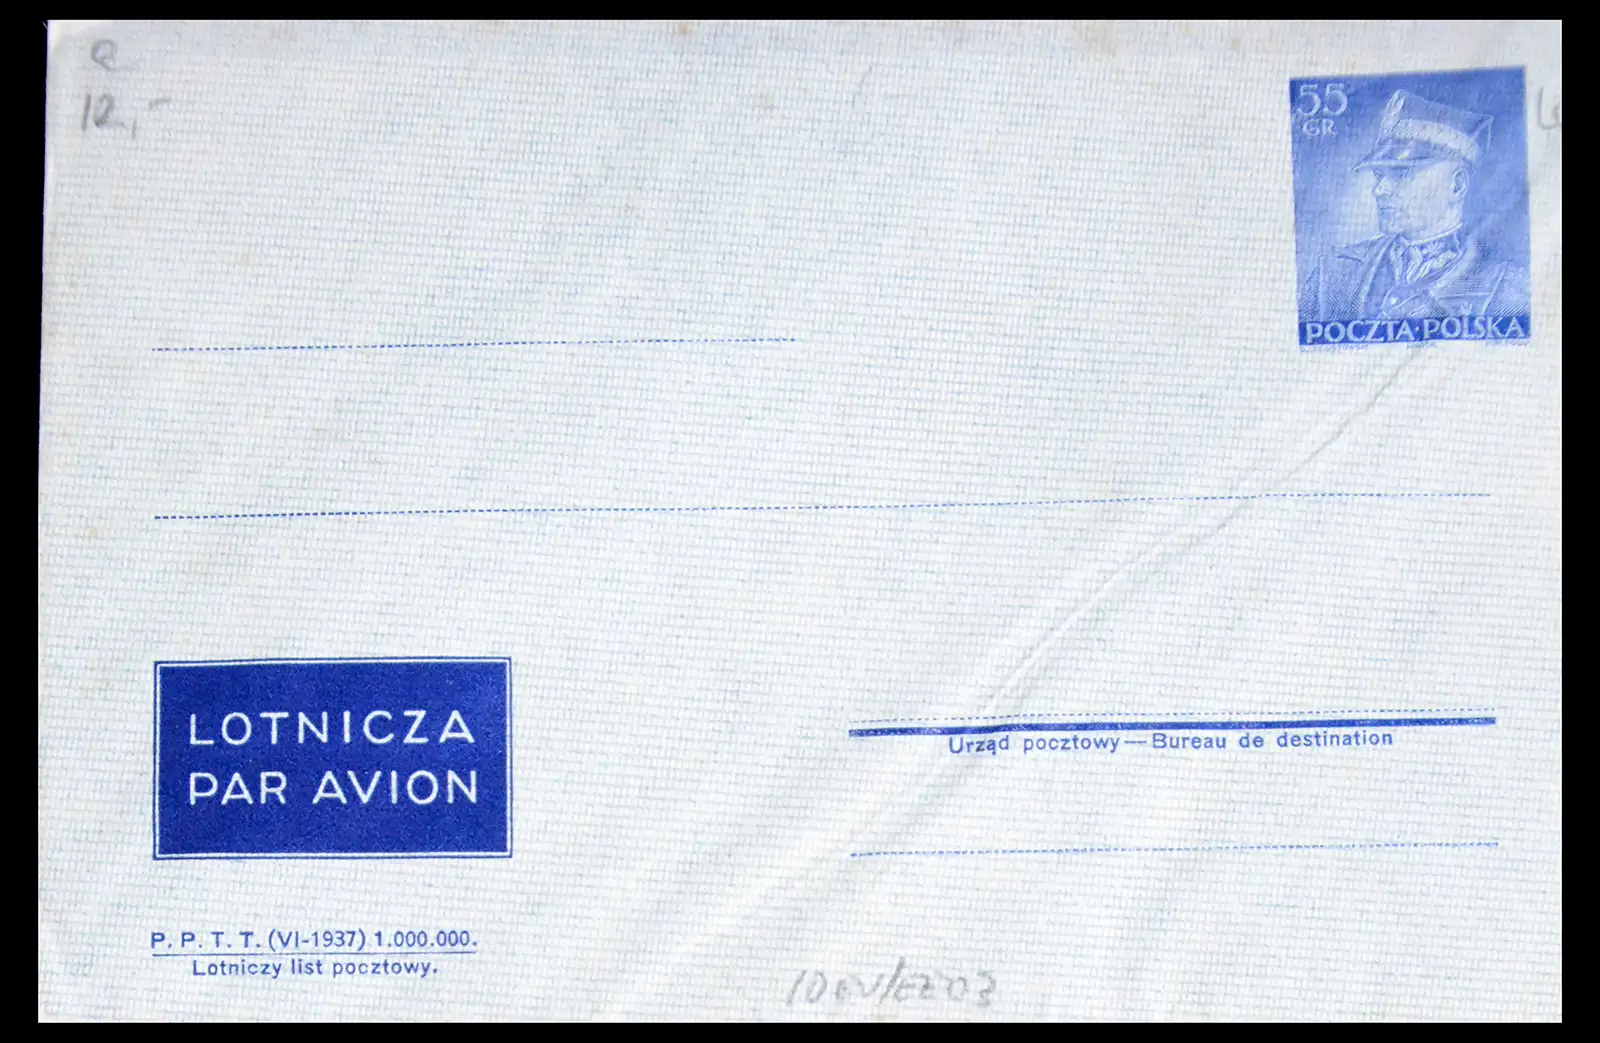 12,-
55
GR
POCZTA·POLSKA
LOTNICZA
PAR AVION
Urząd pocztowy—Bureau de destination
P. P. T. T. (VI-1937) 1.000.000.
Lotniczy list pocztowy.